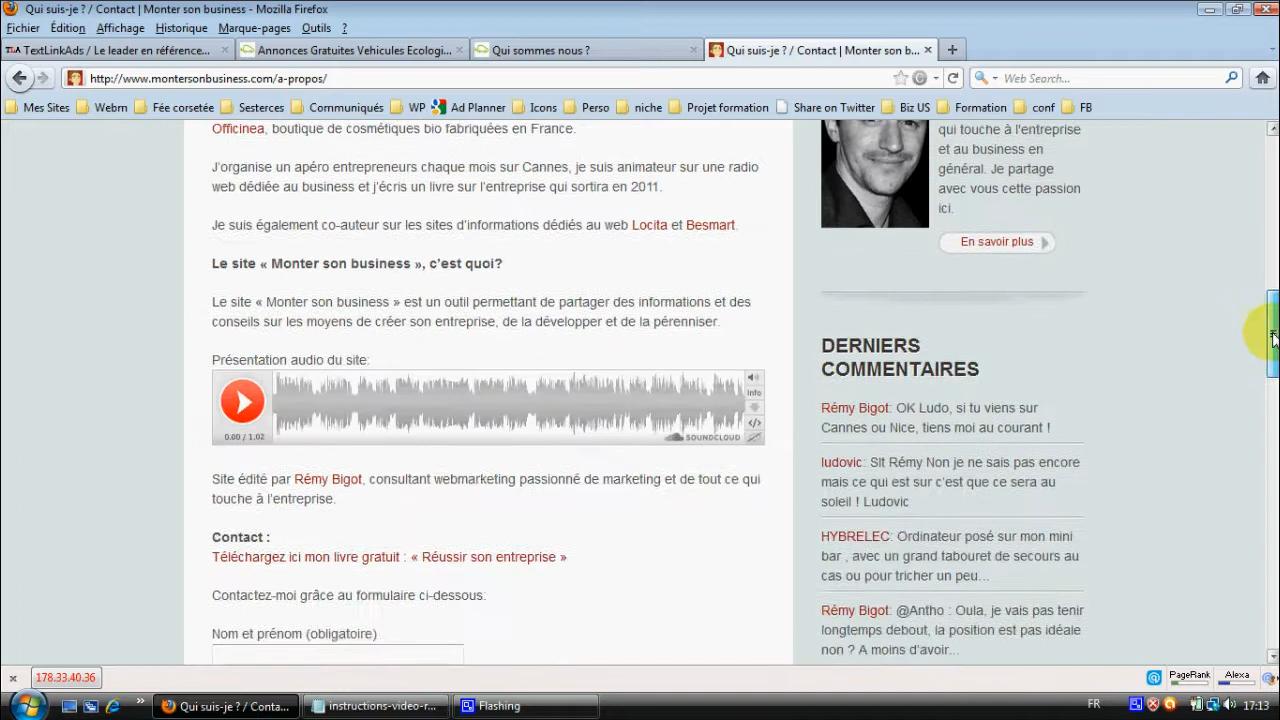 Qui suis-je ? / Contact | Monter son business - Mozilla Firefox
Fichier Édition Affichage Historique Marque-pages Outils ?
TextLinkAds / Le leader en référence... Annonces Gratuites Vehicules Ecologi... Qui sommes nous ? Qui suis-je ? / Contact | Monter son b...
http://www.montersonbusiness.com/a-propos/ Web Search...
Mes Sites Webm Fée corsetée Sesterces Communiqués WP Ad Planner Icons Perso niche Projet formation Share on Twitter Biz US Formation conf FB
Officinea, boutique de cosmétiques bio fabriquées en France.
J'organise un apéro entrepreneurs chaque mois sur Cannes, je suis animateur sur une radio
web dédiée au business et j'écris un livre sur l'entreprise qui sortira en 2011.
Je suis également co-auteur sur les sites d'informations dédiés au web Locita et Besmart.
Le site « Monter son business », c'est quoi?
Le site « Monter son business » est un outil permettant de partager des informations et des
conseils sur les moyens de créer son entreprise, de la développer et de la pérenniser.
Présentation audio du site:
Info
0.00 / 1.02
SOUNDCLOUD
Site édité par Rémy Bigot, consultant webmarketing passionné de marketing et de tout ce qui
touche à l'entreprise.
Contact :
Téléchargez ici mon livre gratuit : « Réussir son entreprise »
Contactez-moi grâce au formulaire ci-dessous:
Nom et prénom (obligatoire)
qui touche à l'entreprise
et au business en
général. Je partage
avec vous cette passion
ici.
En savoir plus
DERNIERS
COMMENTAIRES
Rémy Bigot: OK Ludo, si tu viens sur
Cannes ou Nice, tiens moi au courant !
ludovic: Slt Rémy Non je ne sais pas encore
mais ce qui est sur c'est que ce sera au
soleil ! Ludovic
HYBRELEC: Ordinateur posé sur mon mini
bar , avec un grand tabouret de secours au
cas ou pour tricher un peu...
Rémy Bigot: @Antho : Oula, je vais pas tenir
longtemps debout, la position est pas idéale
non ? A moins d'avoir...
178.33.40.36 PageRank Alexa
Qui suis-je ? / Conta... instructions-video-r... Flashing FR 17:13